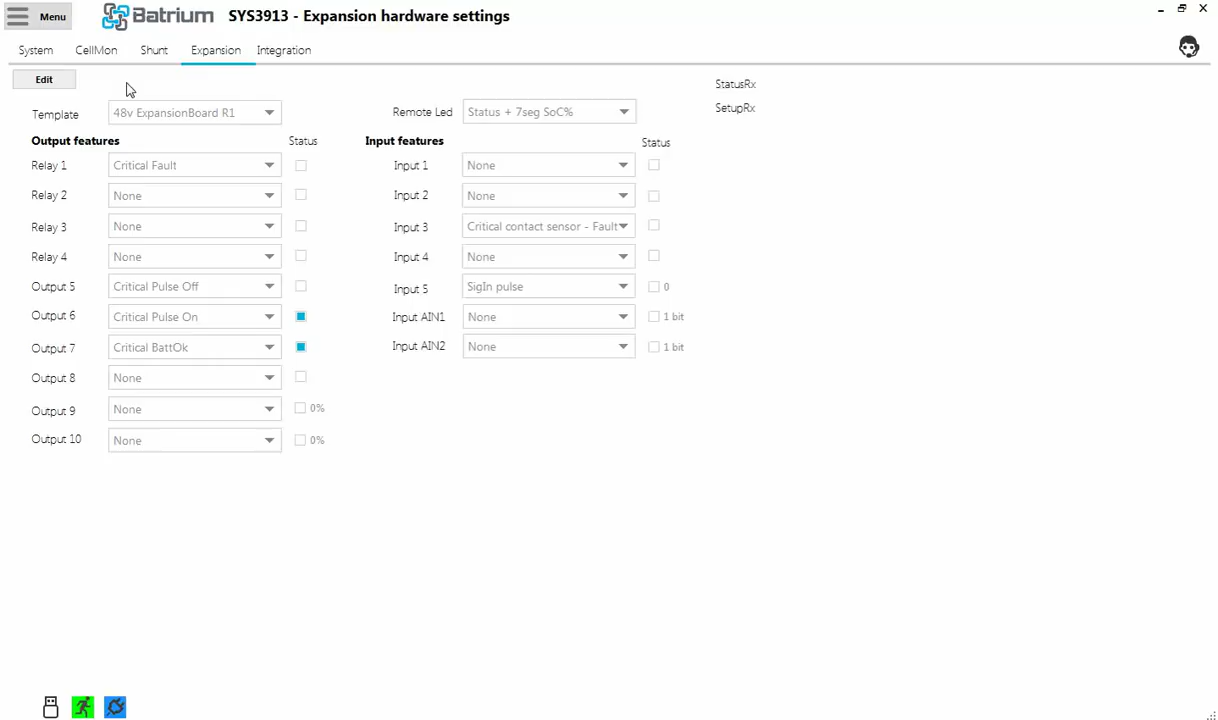 Menu
Batrium
SYS3913 - Expansion hardware settings
System CellMon Shunt Expansion Integration
Edit
StatusRx
Template 48v ExpansionBoard R1 Remote Led Status + 7seg SoC% SetupRx
Output features Status Input features Status
Relay 1 Critical Fault Input 1 None
Relay 2 None Input 2 None
Relay 3 None Input 3 Critical contact sensor - Fault
Relay 4 None Input 4 None
Output 5 Critical Pulse Off Input 5 SigIn pulse 0
Output 6 Critical Pulse On Input AIN1 None 1 bit
Output 7 Critical BattOk Input AIN2 None 1 bit
Output 8 None
Output 9 None 0%
Output 10 None 0%